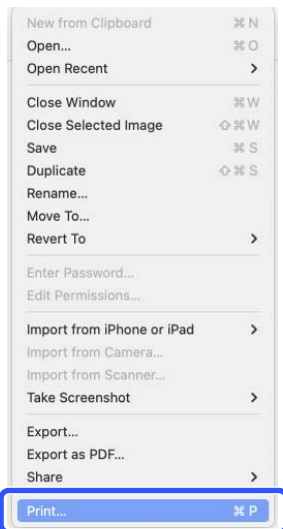 New from Clipboard ⌘ N
Open... ⌘ O
Open Recent >
Close Window ⌘ W
Close Selected Image ⇧ ⌘ W
Save ⌘ S
Duplicate ⇧ ⌘ S
Rename...
Move To...
Revert To >
Enter Password...
Edit Permissions...
Import from iPhone or iPad >
Import from Camera...
Import from Scanner...
Take Screenshot >
Export...
Export as PDF...
Share >
Print... ⌘ P